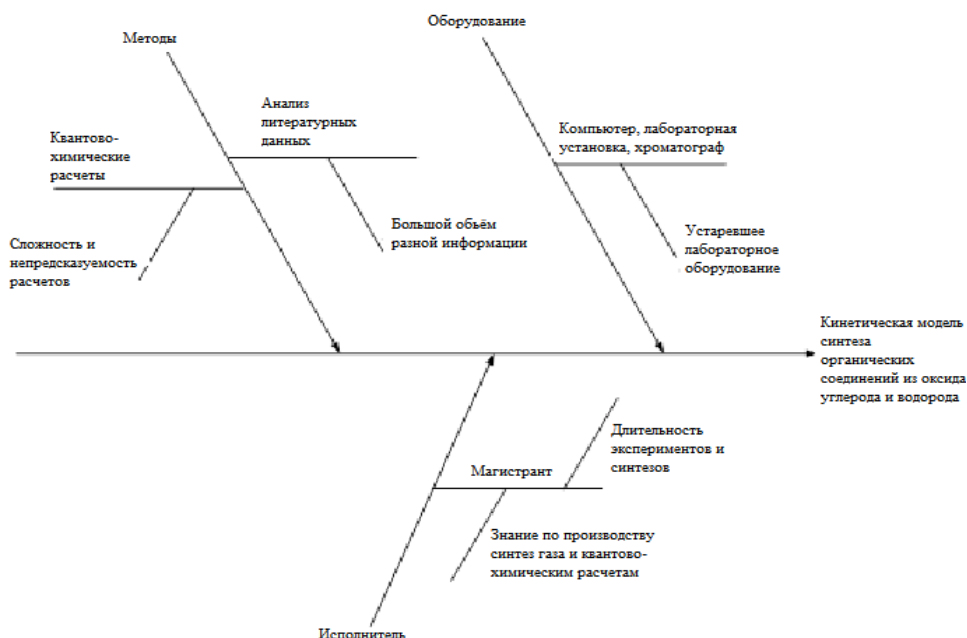 Оборудование
Методы
Анализ
литературных
данных
Компьютер, лабораторная
установка, хроматограф
Квантово-
химические
расчеты
Большой объём
разной информации
Устаревшее
лабораторное
оборудование
Сложность и
непредсказуемость
расчетов
Кинетическая модель
синтеза
органических
соединений из оксида
углерода и водорода
Длительность
экспериментов и
синтезов
Магистрант
Знание по производству
синтез газа и квантово-
химическим расчетам
Исполнитель